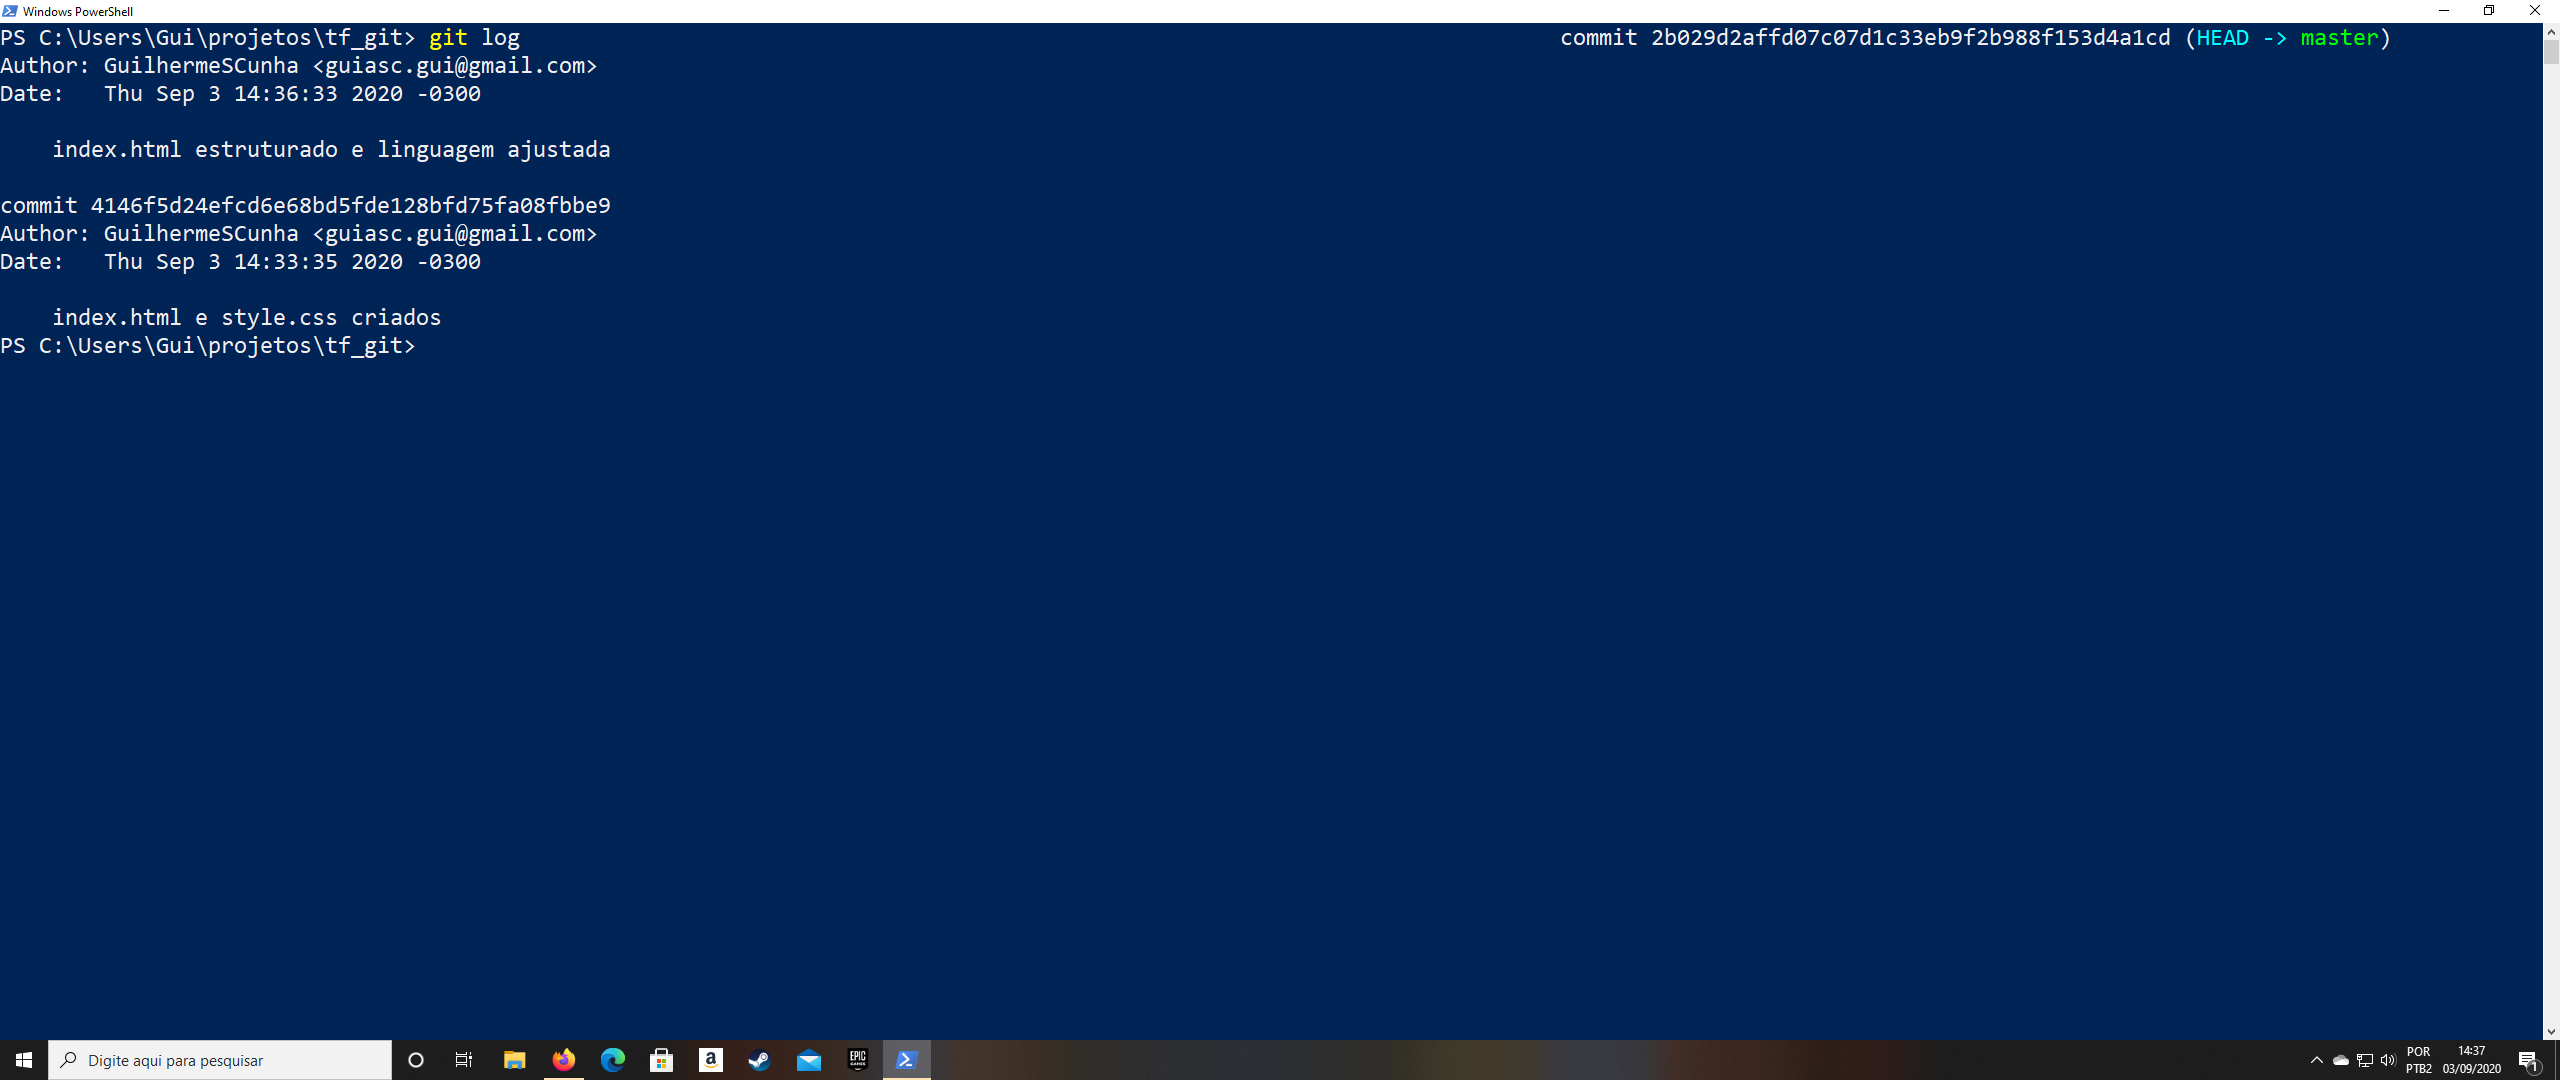 Windows PowerShell
PS C:\Users\Gui\projetos\tf_git> git log commit 2b029d2affd07c07d1c33eb9f2b988f153d4a1cd (HEAD -> master)
Author: GuilhermeSCunha <guiasc.gui@gmail.com>
Date:   Thu Sep 3 14:36:33 2020 -0300
    index.html estruturado e linguagem ajustada
commit 4146f5d24efcd6e68bd5fde128bfd75fa08fbbe9
Author: GuilhermeSCunha <guiasc.gui@gmail.com>
Date:   Thu Sep 3 14:33:35 2020 -0300
    index.html e style.css criados
PS C:\Users\Gui\projetos\tf_git>
Digite aqui para pesquisar
a
EPIC
GAMES
POR
PTB2
14:37
03/09/2020
1